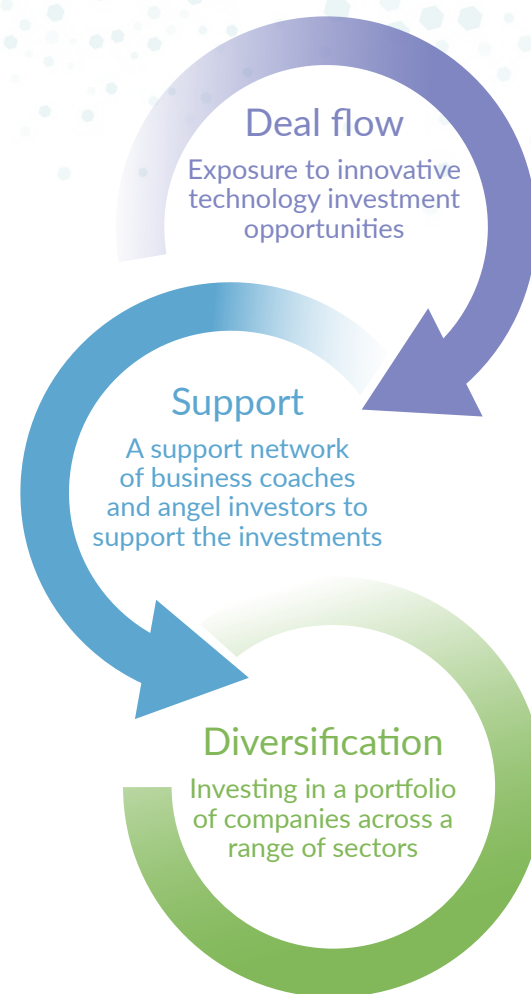 Deal flow
Exposure to innovative
technology investment
opportunities
Support
A support network
of business coaches
and angel investors to
support the investments
Diversification
Investing in a portfolio
of companies across a
range of sectors